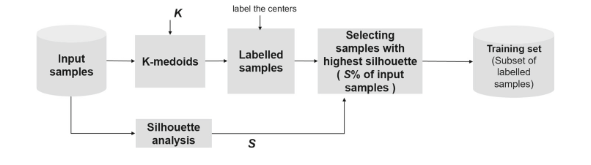 label the centers
K
Input
samples
K-medoids
Labelled
samples
Selecting
samples with
highest silhouette
( S% of input
samples )
Training set
(Subset of
labelled
samples)
Silhouette
analysis
S